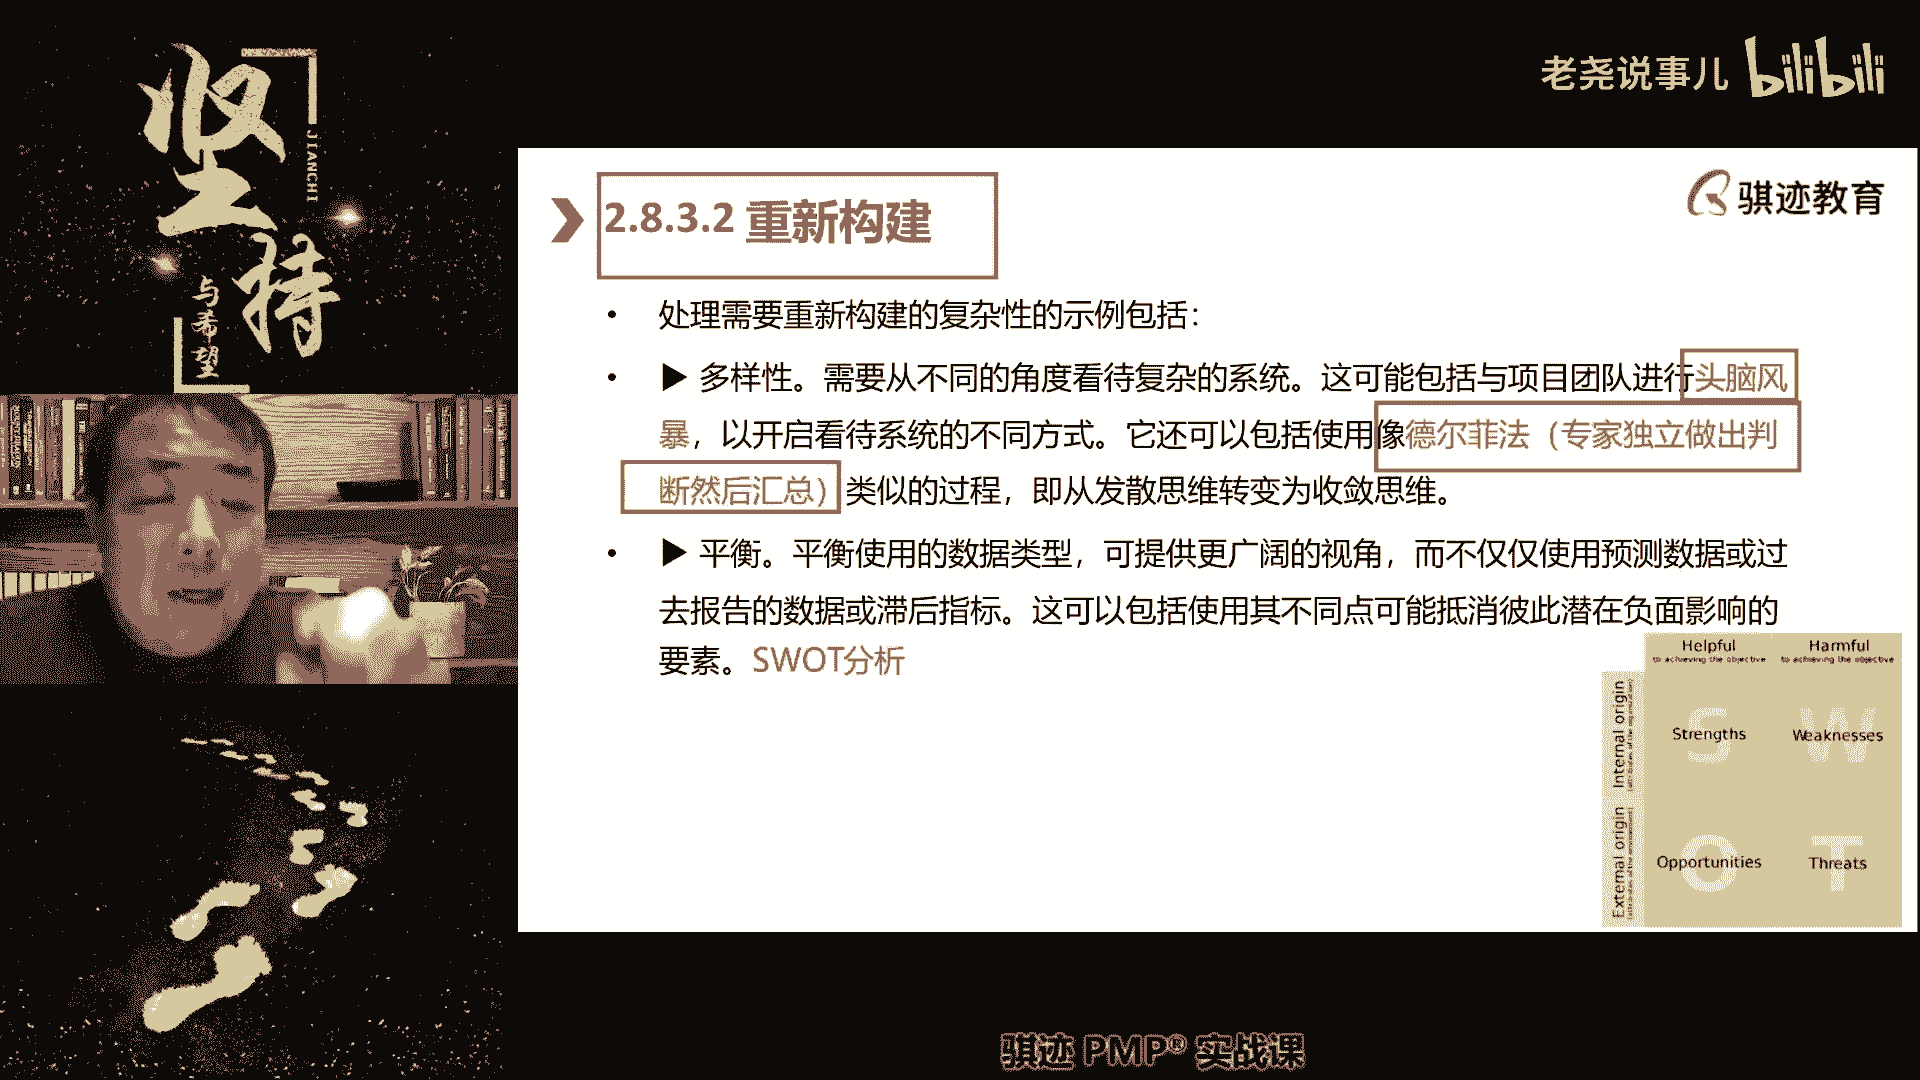 坚持
JIANCHI
与希望
老尧说事儿 bilibili
2.8.3.2 重新构建
骐迹教育
• 处理需要重新构建的复杂性的示例包括：
• ▶ 多样性。需要从不同的角度看待复杂的系统。这可能包括与项目团队进行头脑风
暴，以开启看待系统的不同方式。它还可以包括使用像德尔菲法（专家独立做出判
断然后汇总）类似的过程，即从发散思维转变为收敛思维。
• ▶ 平衡。平衡使用的数据类型，可提供更广阔的视角，而不仅仅使用预测数据或过
去报告的数据或滞后指标。这可以包括使用其不同点可能抵消彼此潜在负面影响的
要素。SWOT分析
Helpful
to achieving the objective
Harmful
to achieving the objective
Internal origin
(attributes of the organization)
S
Strengths
W
Weaknesses
External origin
(attributes of the environment)
O
Opportunities
T
Threats
骐迹 PMP® 实战课